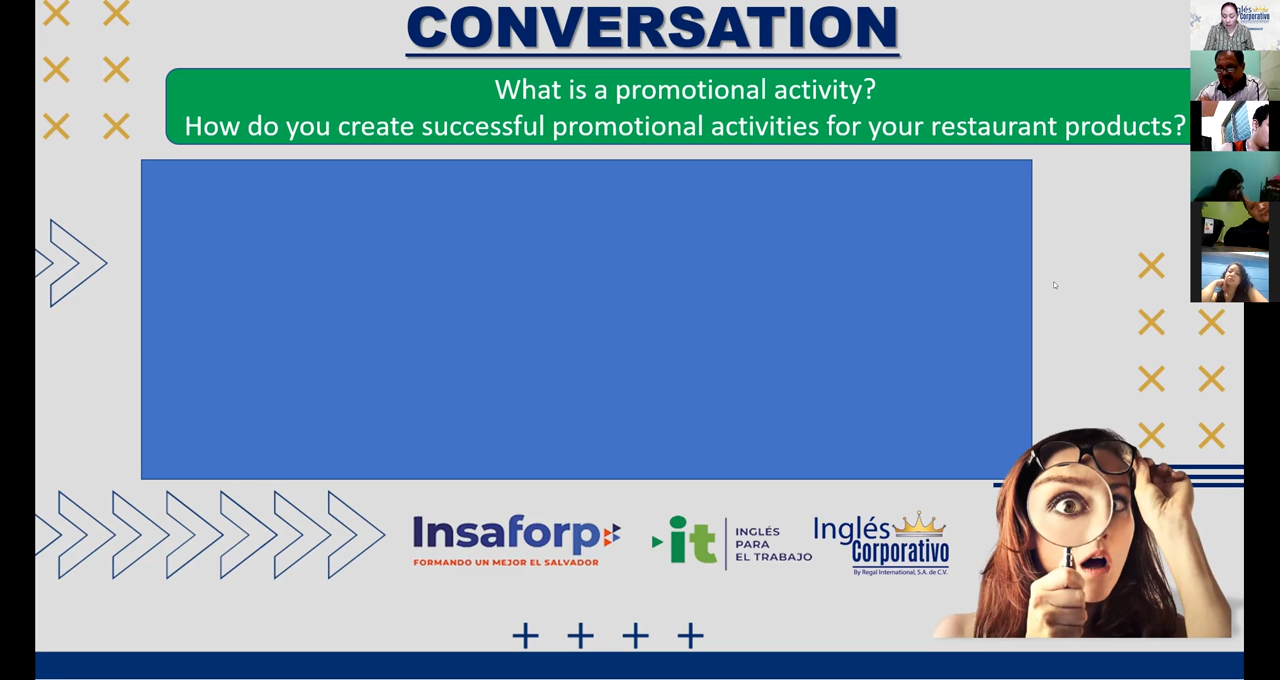 CONVERSATION
What is a promotional activity?
How do you create successful promotional activities for your restaurant products?
Insaforp
FORMANDO UN MEJOR EL SALVADOR
it
INGLÉS
PARA
EL TRABAJO
Inglés
Corporativo
By Regal International, S.A. de C.V.
Corporativo